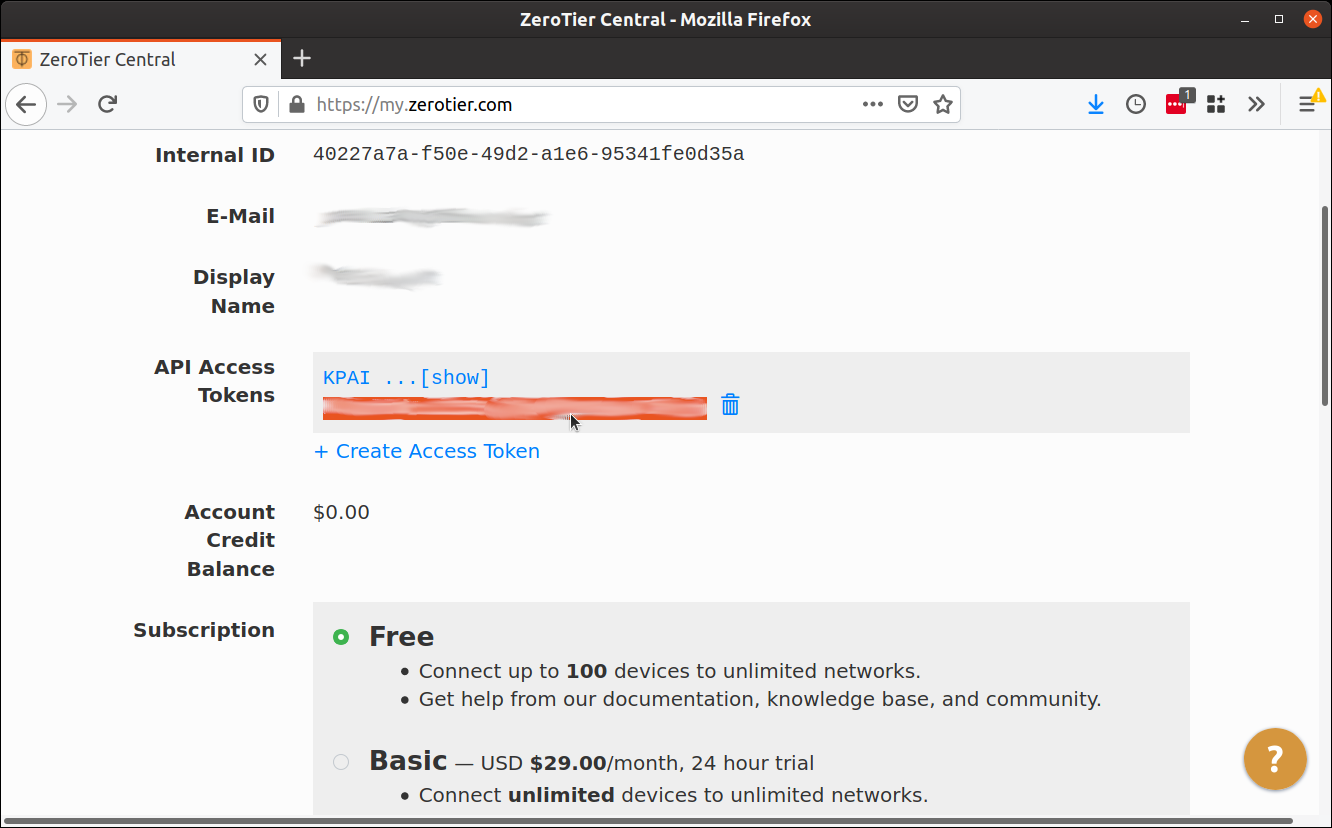 ZeroTier Central - Mozilla Firefox
ZeroTier Central
https://my.zerotier.com
1
Internal ID 40227a7a-f50e-49d2-a1e6-95341fe0d35a
E-Mail
Display
Name
API Access
Tokens
KPAI ...[show]
+ Create Access Token
Account
Credit
Balance
$0.00
Subscription
Free
• Connect up to 100 devices to unlimited networks.
• Get help from our documentation, knowledge base, and community.
Basic — USD $29.00/month, 24 hour trial
• Connect unlimited devices to unlimited networks.
?